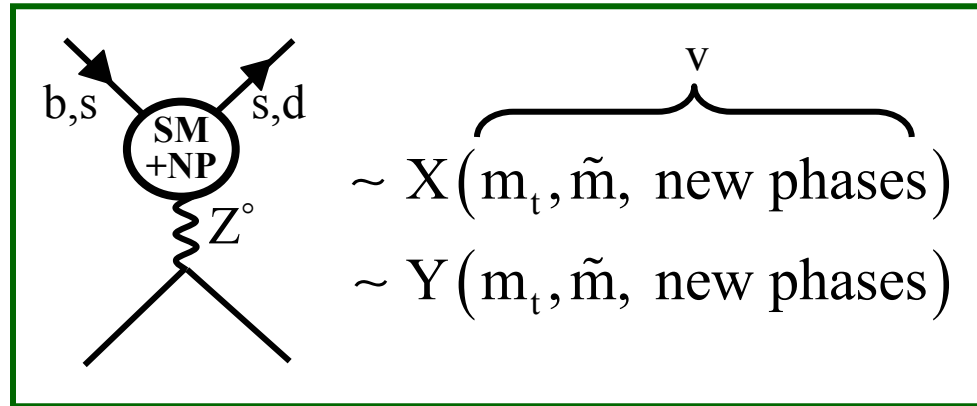 v
b,s
s,d
SM
+NP
~ X(m_t, m̃, new phases)
Z°
~ Y(m_t, m̃, new phases)